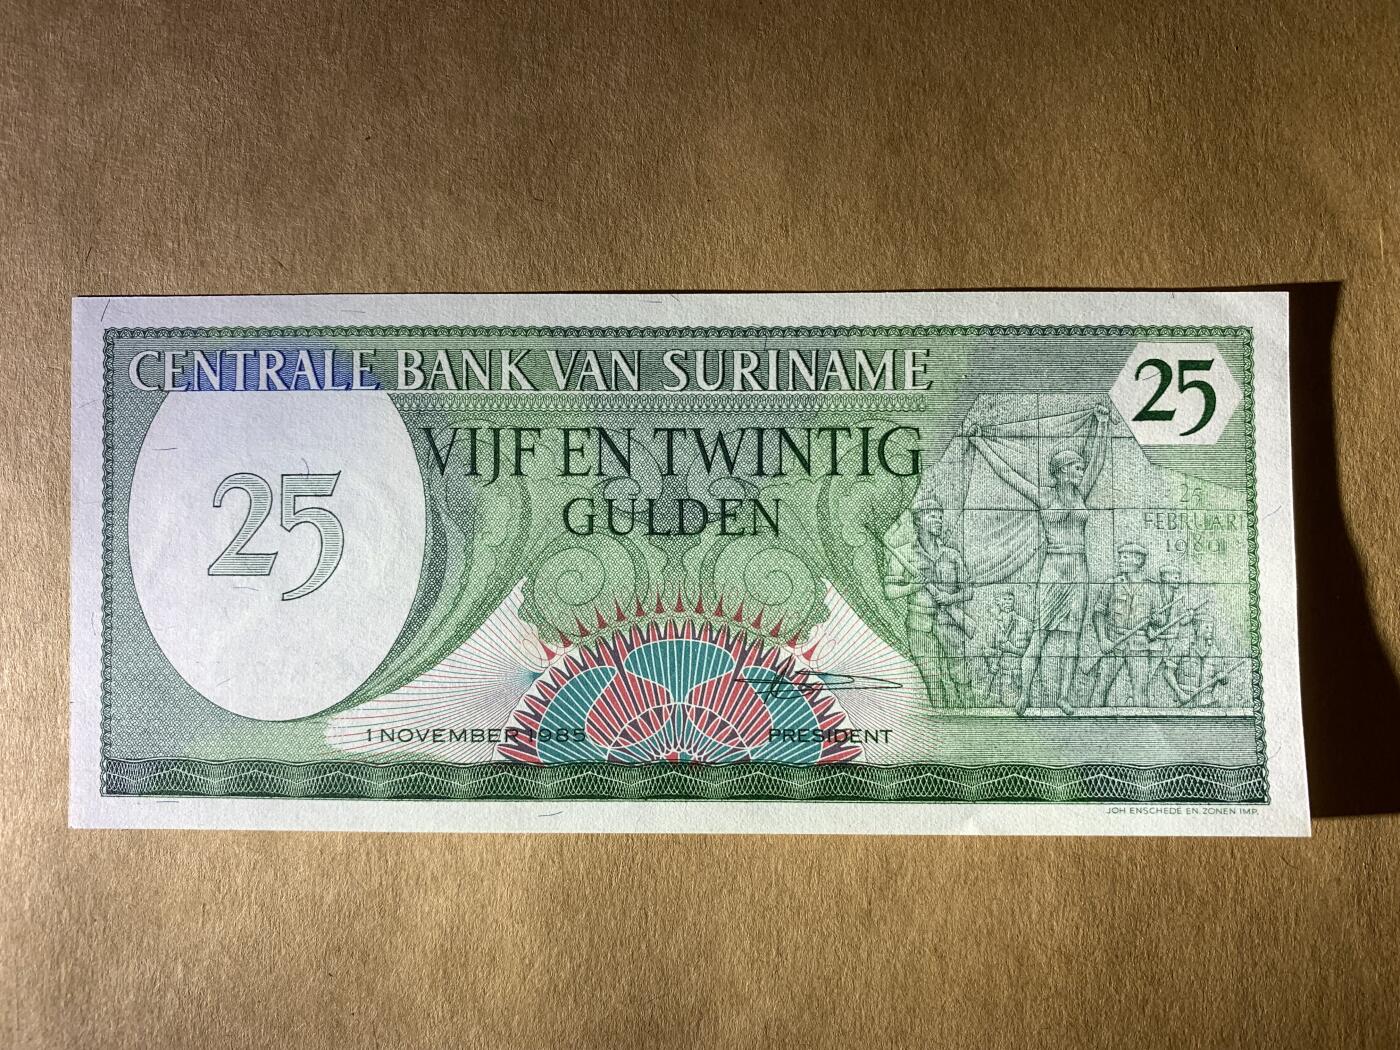 CENTRALE BANK VAN SURINAME
25
VIJF EN TWINTIG
GULDEN
25
25
FEBRUARI
1980
1 NOVEMBER 1985
PRESIDENT
JOH. ENSCHEDE EN ZONEN IMP.